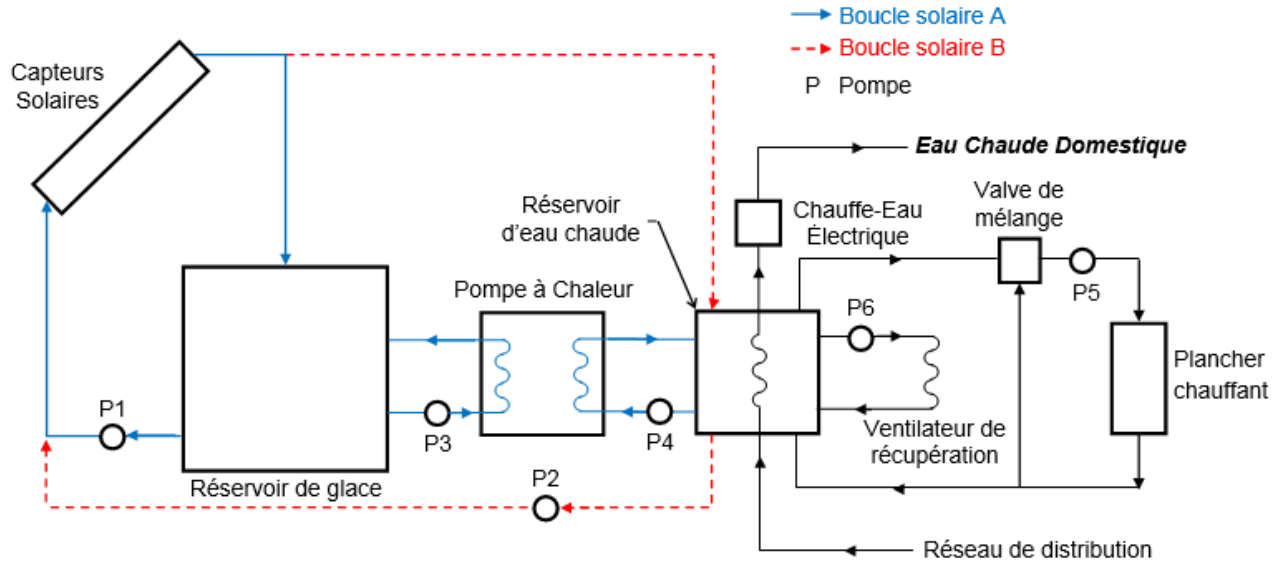 Boucle solaire A
Boucle solaire B
P Pompe
Capteurs
Solaires
Eau Chaude Domestique
Réservoir
d'eau chaude
Chauffe-Eau
Électrique
Valve de
mélange
P5
Pompe à Chaleur
P6
Plancher
chauffant
P1
P3
P4
Ventilateur de
récupération
Réservoir de glace
P2
Réseau de distribution